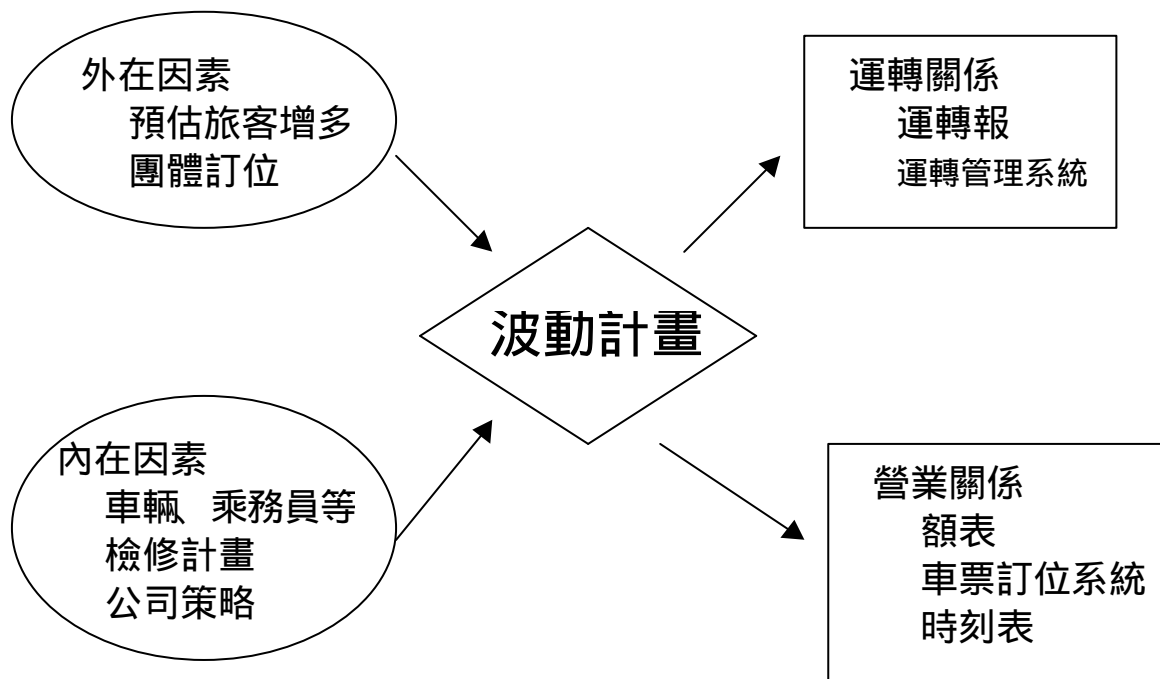 外在因素
預估旅客增多
團體訂位
運轉關係
運轉報
運轉管理系統
波動計畫
內在因素
車輛、乘務員等
檢修計畫
公司策略
營業關係
額表
車票訂位系統
時刻表